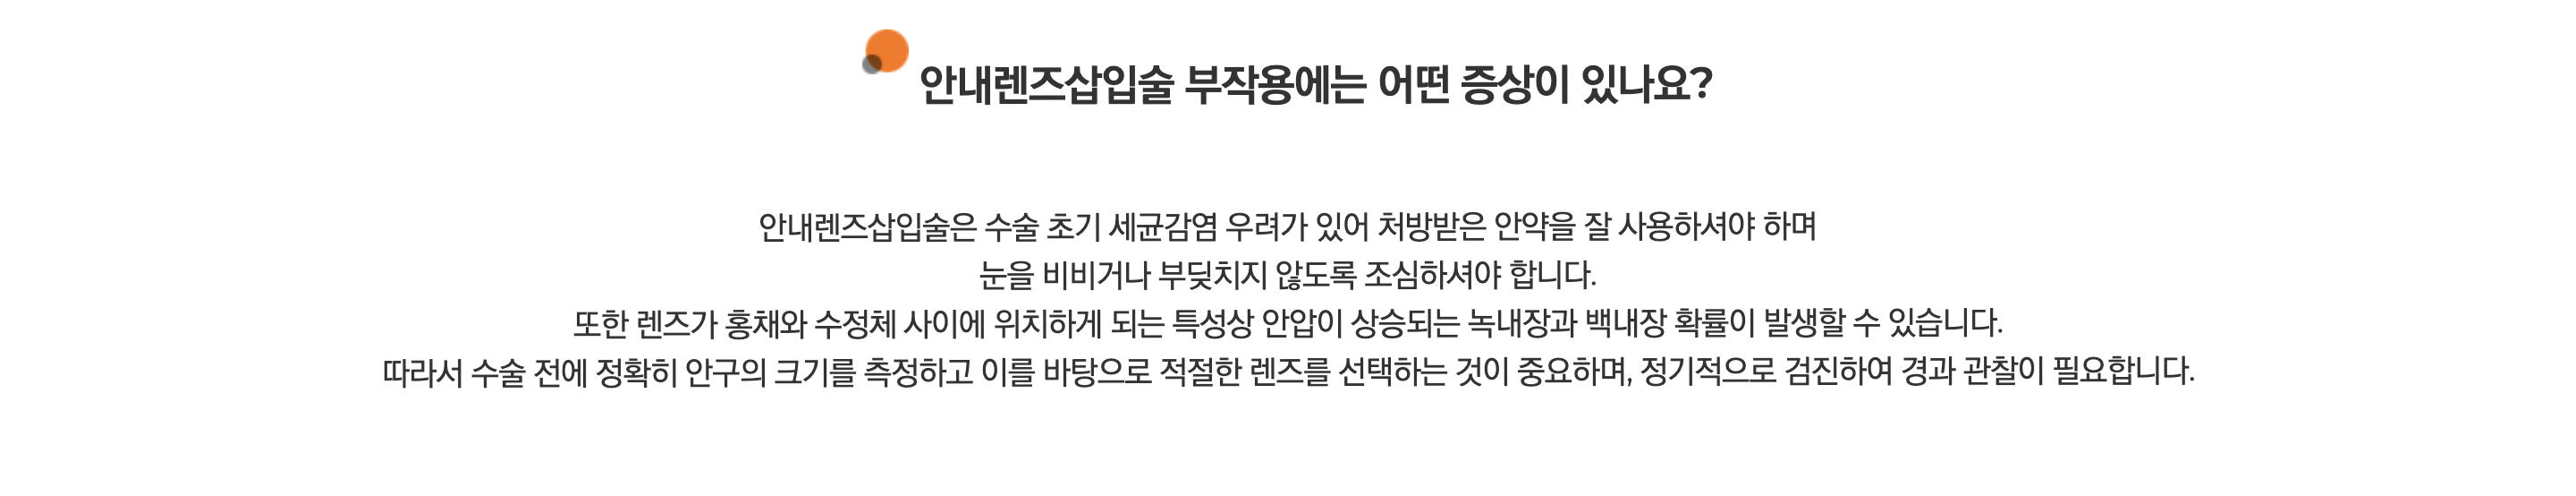 안내렌즈삽입술 부작용에는 어떤 증상이 있나요?
안내렌즈삽입술은 수술 초기 세균감염 우려가 있어 처방받은 안약을 잘 사용하셔야 하며
눈을 비비거나 부딪치지 않도록 조심하셔야 합니다.
또한 렌즈가 홍채와 수정체 사이에 위치하게 되는 특성상 안압이 상승되는 녹내장과 백내장 확률이 발생할 수 있습니다.
따라서 수술 전에 정확히 안구의 크기를 측정하고 이를 바탕으로 적절한 렌즈를 선택하는 것이 중요하며, 정기적으로 검진하여 경과 관찰이 필요합니다.